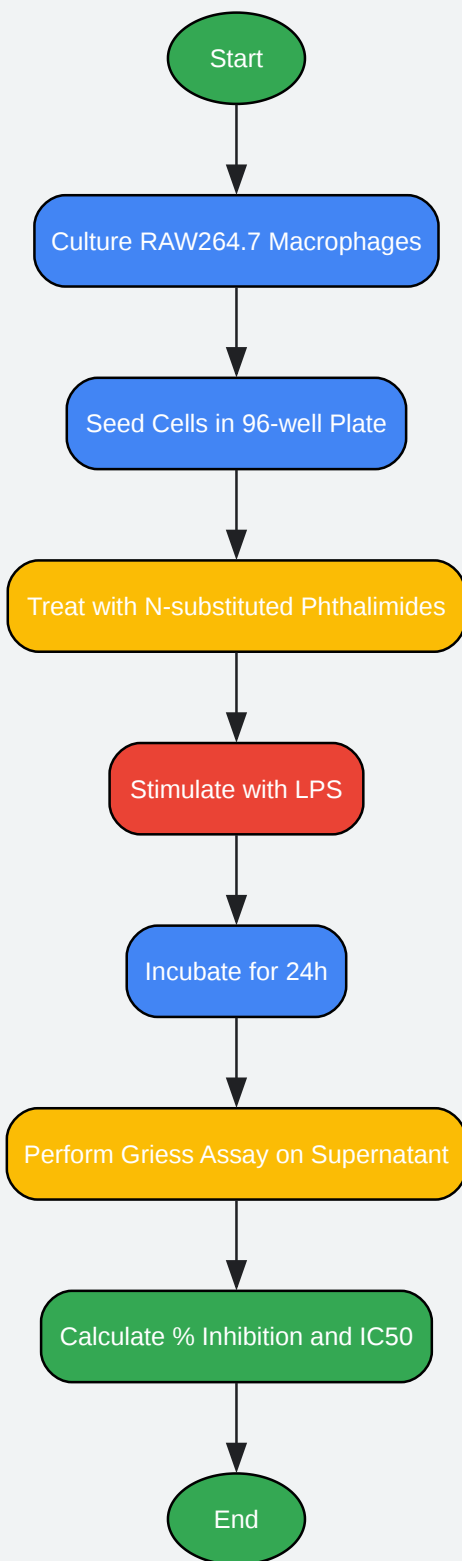 Start
Culture RAW264.7 Macrophages
Seed Cells in 96-well Plate
Treat with N-substituted Phthalimides
Stimulate with LPS
Incubate for 24h
Perform Griess Assay on Supernatant
Calculate % Inhibition and IC50
End